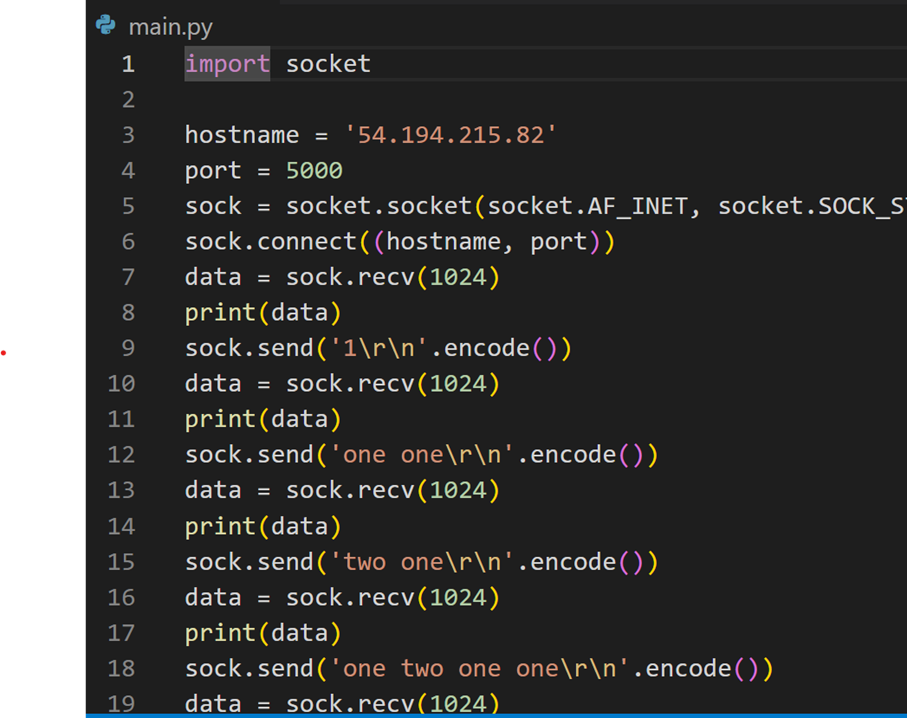 main.py
1 import socket
2
3 hostname = '54.194.215.82'
4 port = 5000
5 sock = socket.socket(socket.AF_INET, socket.SOCK_S
6 sock.connect((hostname, port))
7 data = sock.recv(1024)
8 print(data)
9 sock.send('1\r\n'.encode())
10 data = sock.recv(1024)
11 print(data)
12 sock.send('one one\r\n'.encode())
13 data = sock.recv(1024)
14 print(data)
15 sock.send('two one\r\n'.encode())
16 data = sock.recv(1024)
17 print(data)
18 sock.send('one two one one\r\n'.encode())
19 data = sock.recv(1024)